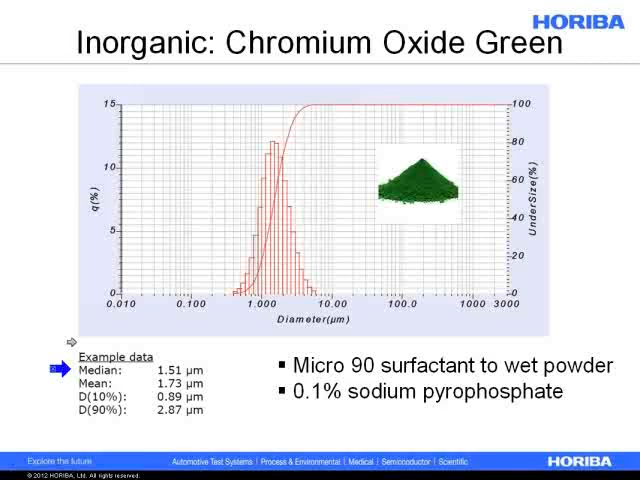 HORIBA
Inorganic: Chromium Oxide Green
15
10
5
0
q(%)
100
80
60
40
20
0
UnderSize(%)
0.010 0.100 1.000 10.00 100.0 1000 3000
Diameter(µm)
Example data
Median: 1.51 µm
Mean: 1.73 µm
D(10%): 0.89 µm
D(90%): 2.87 µm
▪ Micro 90 surfactant to wet powder
▪ 0.1% sodium pyrophosphate
Explore the future
Automotive Test Systems | Process & Environmental | Medical | Semiconductor | Scientific
HORIBA
© 2012 HORIBA, Ltd. All rights reserved.